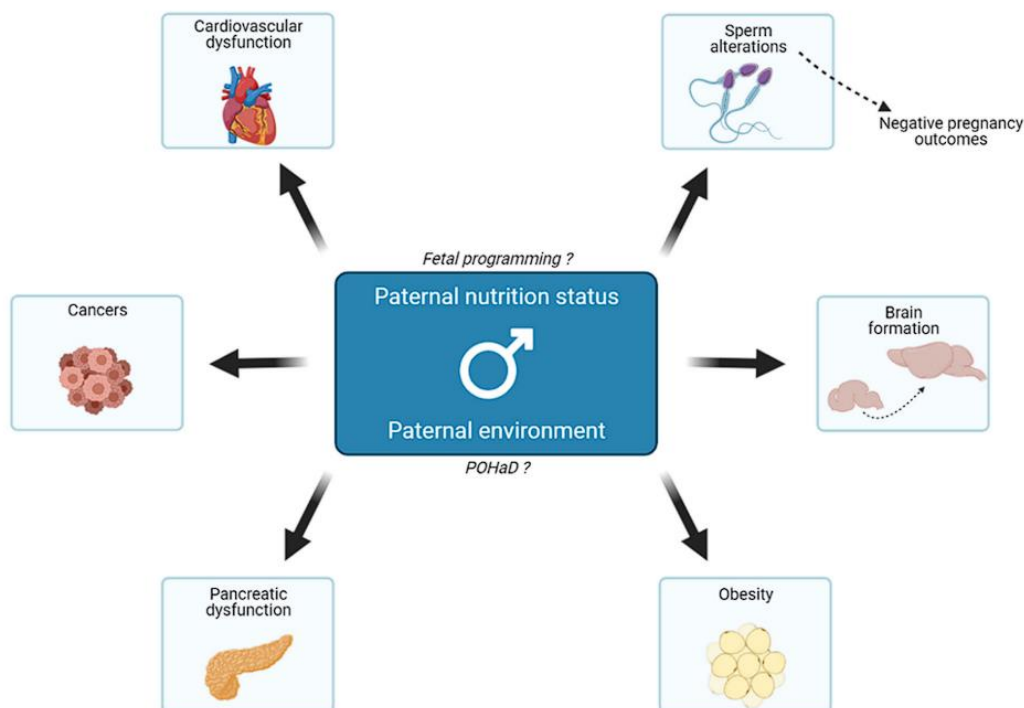 Cardiovascular
dysfunction
Sperm
alterations
Negative pregnancy
outcomes
Fetal programming ?
Paternal nutrition status
Cancers
Brain
formation
Paternal environment
POHaD ?
Pancreatic
dysfunction
Obesity